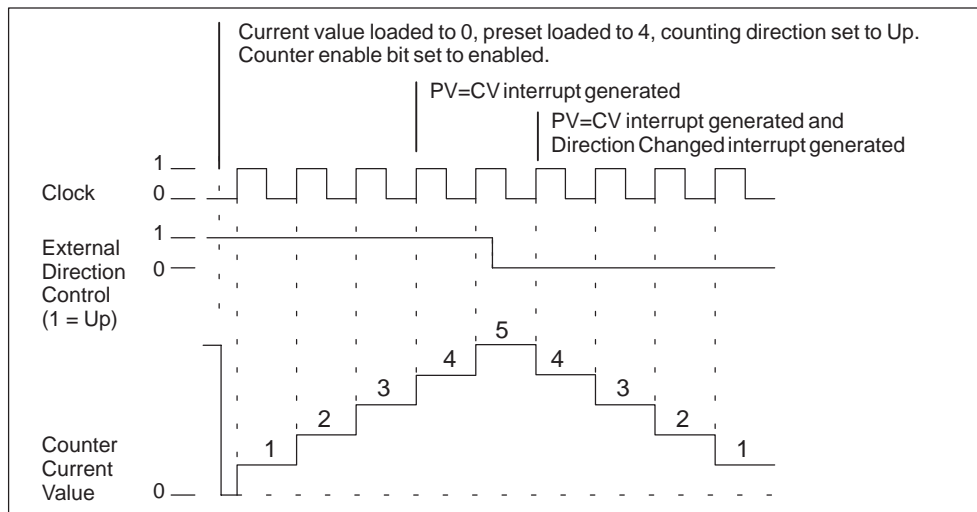 Current value loaded to 0, preset loaded to 4, counting direction set to Up.
Counter enable bit set to enabled.
PV=CV interrupt generated
PV=CV interrupt generated and
Direction Changed interrupt generated
1
Clock 0
1
External
Direction 0
Control
(1 = Up)
5
4 4
3 3
2 2
1 1
Counter
Current
Value 0